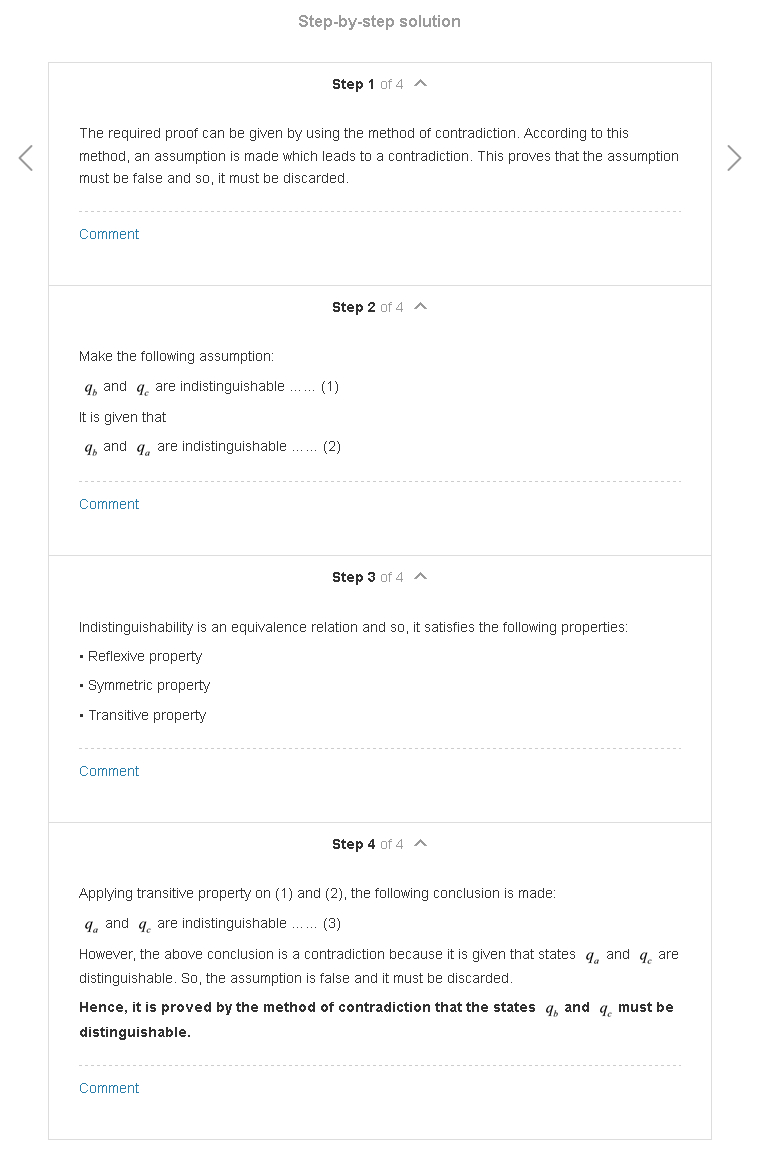 Step-by-step solution
Step 1 of 4
The required proof can be given by using the method of contradiction. According to this
method, an assumption is made which leads to a contradiction. This proves that the assumption
must be false and so, it must be discarded.
Comment
Step 2 of 4
Make the following assumption:
q_b and q_c are indistinguishable ...... (1)
It is given that
q_b and q_a are indistinguishable ...... (2)
Comment
Step 3 of 4
Indistinguishability is an equivalence relation and so, it satisfies the following properties:
• Reflexive property
• Symmetric property
• Transitive property
Comment
Step 4 of 4
Applying transitive property on (1) and (2), the following conclusion is made:
q_a and q_c are indistinguishable ...... (3)
However, the above conclusion is a contradiction because it is given that states q_a and q_c are
distinguishable. So, the assumption is false and it must be discarded.
Hence, it is proved by the method of contradiction that the states q_b and q_c must be
distinguishable.
Comment